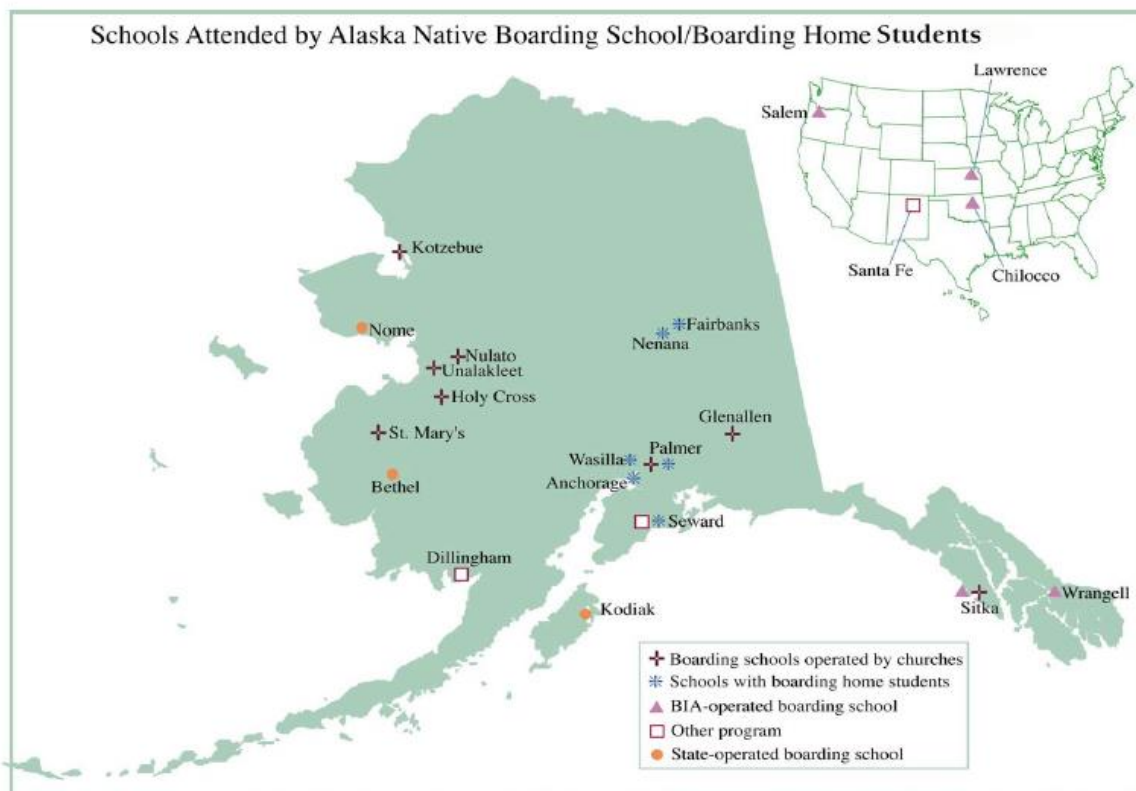 Schools Attended by Alaska Native Boarding School/Boarding Home Students
Lawrence
Salem
Santa Fe
Chilocco
Kotzebue
Nome
Fairbanks
Nenana
Nulato
Unalakleet
Holy Cross
Glenallen
St. Mary's
Palmer
Wasilla
Anchorage
Bethel
Seward
Dillingham
Kodiak
Sitka
Wrangell
Boarding schools operated by churches
Schools with boarding home students
BIA-operated boarding school
Other program
State-operated boarding school